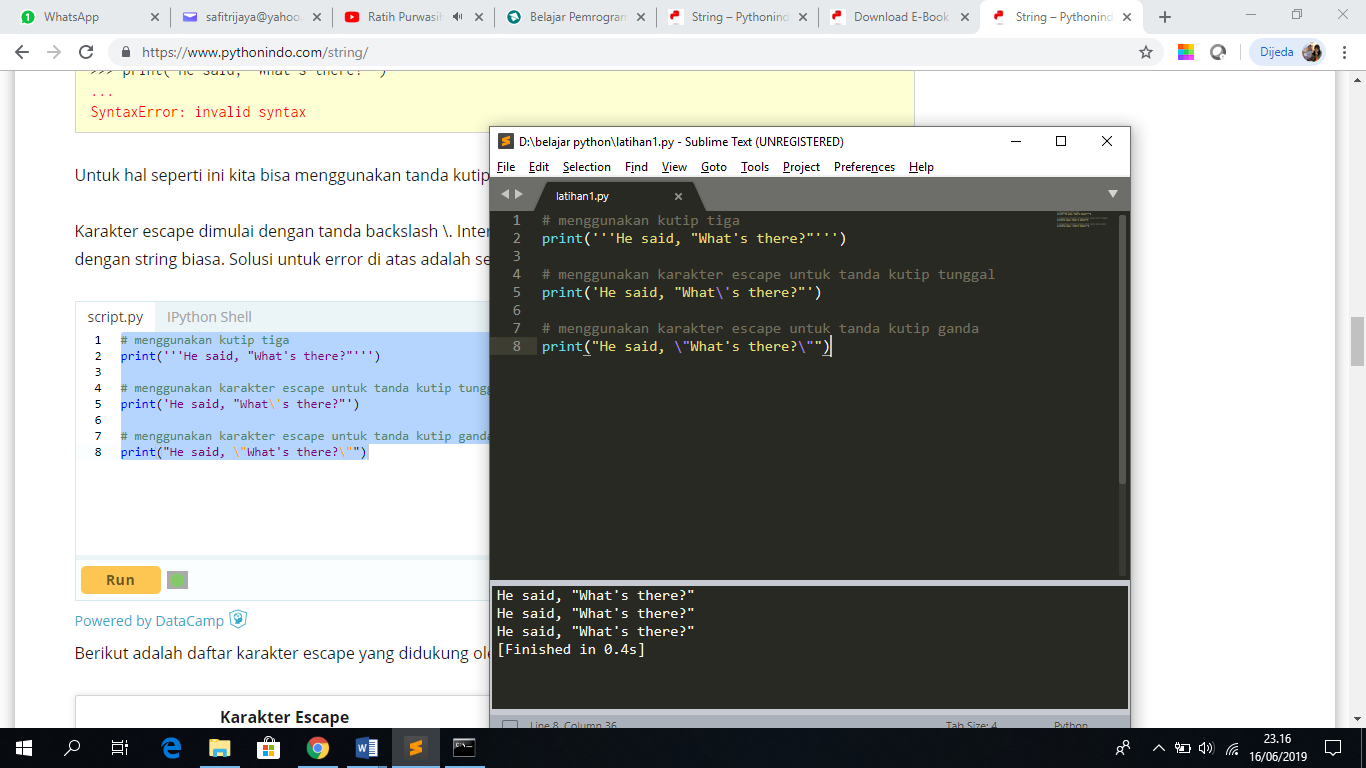 WhatsApp
safitrijaya@yahoo.
Ratih Purwasih
Belajar Pemrogram
String – Pythonind
Download E-Book
String – Pythonind
https://www.pythonindo.com/string/
Dijeda
...
SyntaxError: invalid syntax
Untuk hal seperti ini kita bisa menggunakan tanda kutip
Karakter escape dimulai dengan tanda backslash \. Inter
dengan string biasa. Solusi untuk error di atas adalah se
script.py
IPython Shell
1 # menggunakan kutip tiga
2 print('''He said, "What's there?"''')
3
4 # menggunakan karakter escape untuk tanda kutip tungg
5 print('He said, "What\'s there?"')
6
7 # menggunakan karakter escape untuk tanda kutip ganda
8 print("He said, \"What's there?\"")
Run
Powered by DataCamp
Berikut adalah daftar karakter escape yang didukung ole
Karakter Escape
D:\belajar python\latihan1.py - Sublime Text (UNREGISTERED)
File Edit Selection Find View Goto Tools Project Preferences Help
latihan1.py
1 # menggunakan kutip tiga
2 print('''He said, "What's there?"''')
3
4 # menggunakan karakter escape untuk tanda kutip tunggal
5 print('He said, "What\'s there?"')
6
7 # menggunakan karakter escape untuk tanda kutip ganda
8 print("He said, \"What's there?\"")
He said, "What's there?"
He said, "What's there?"
He said, "What's there?"
[Finished in 0.4s]
Line 8, Column 36
Tab Size: 4
Python
23.16
16/06/2019